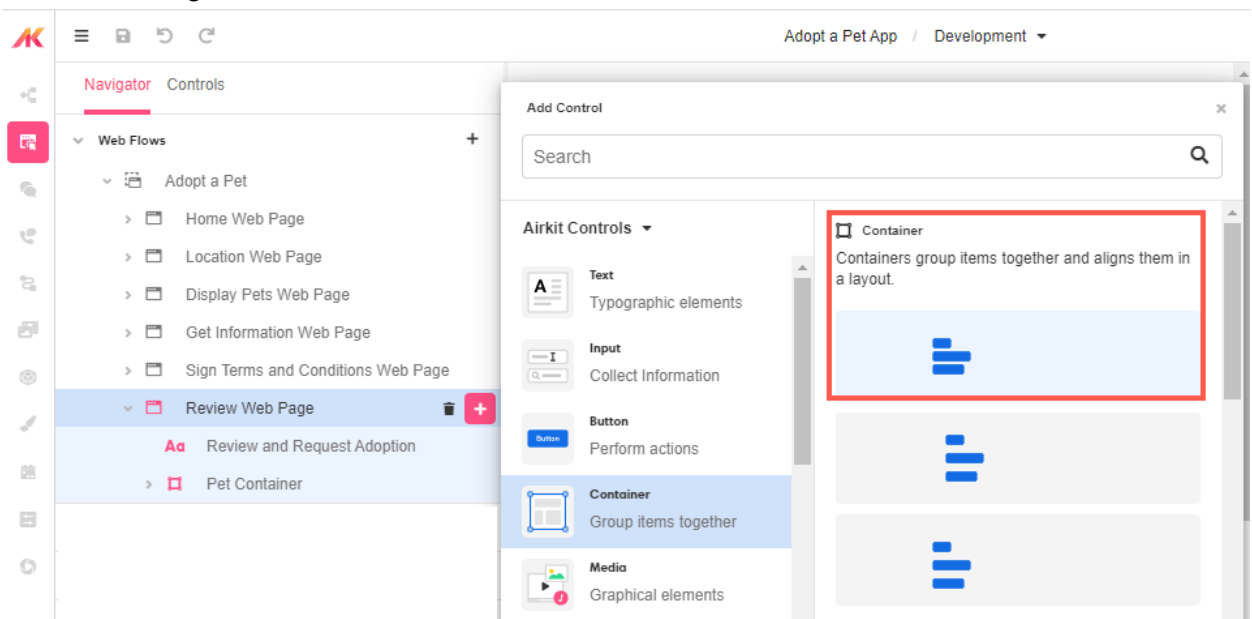 Adopt a Pet App / Development
Navigator Controls
Web Flows
Adopt a Pet
Home Web Page
Location Web Page
Display Pets Web Page
Get Information Web Page
Sign Terms and Conditions Web Page
Review Web Page
Aa Review and Request Adoption
Pet Container
Add Control
Search
Airkit Controls
A
Text
Typographic elements
Input
Collect Information
Button
Button
Perform actions
Container
Group items together
Media
Graphical elements
Container
Containers group items together and aligns them in
a layout.